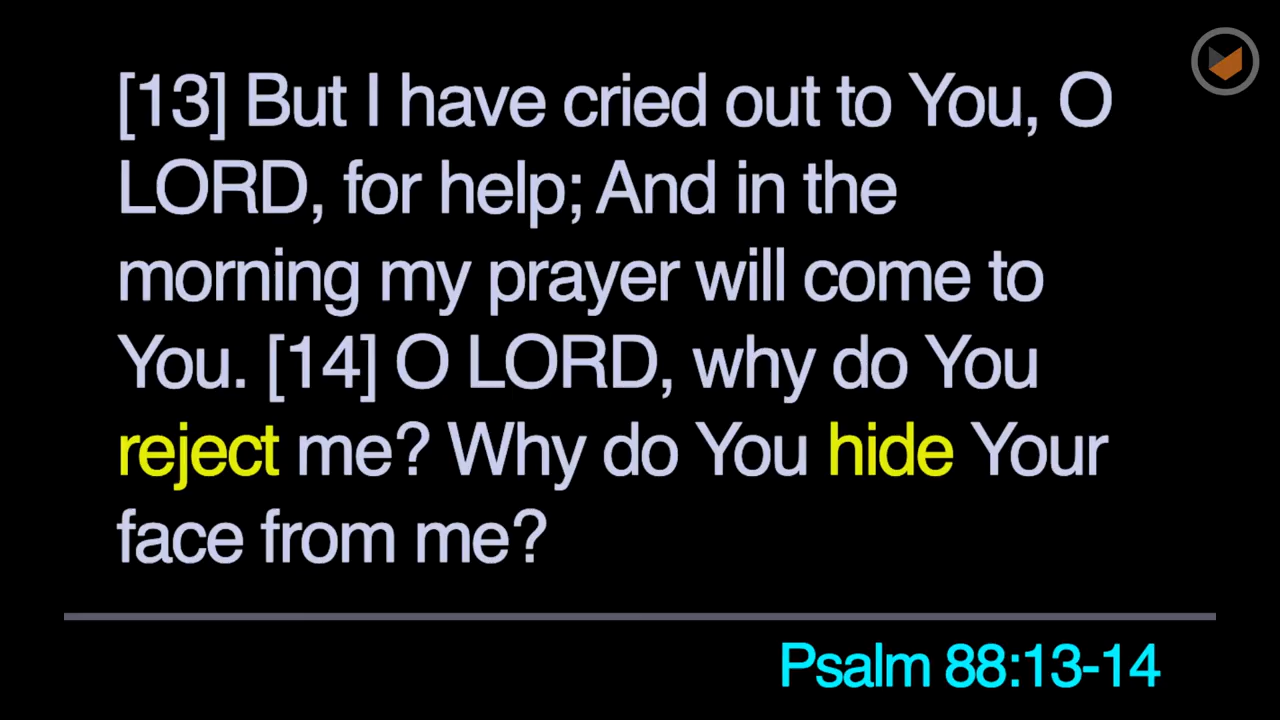 [13] But I have cried out to You, O
LORD, for help; And in the
morning my prayer will come to
You. [14] O LORD, why do You
reject me? Why do You hide Your
face from me?
Psalm 88:13-14